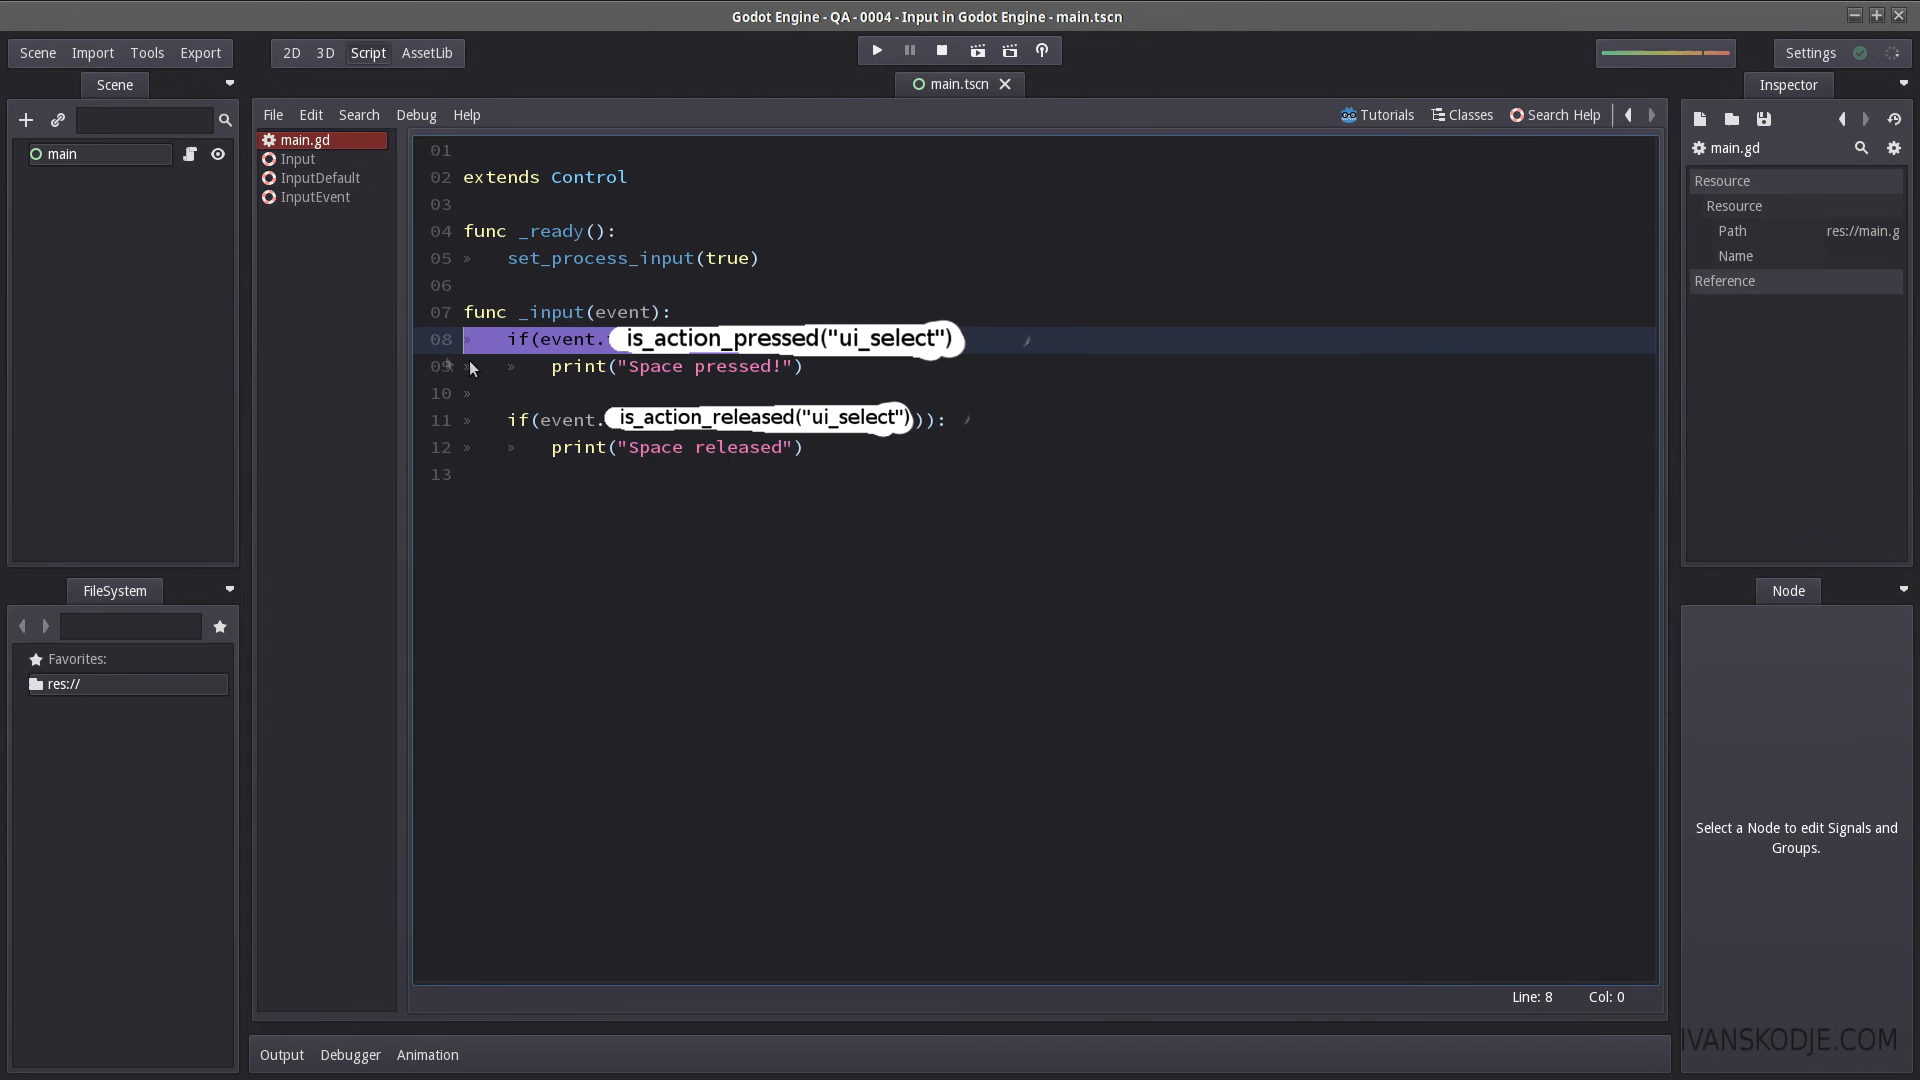 Godot Engine - QA - 0004 - Input in Godot Engine - main.tscn
Scene Import Tools Export 2D 3D Script AssetLib Settings
Scene main.tscn Inspector
File Edit Search Debug Help Tutorials Classes Search Help
main
main.gd
Input
InputDefault
InputEvent
01
02 extends Control
03
04 func _ready():
05 » set_process_input(true)
06
07 func _input(event):
08 » if(event. is_action_pressed("ui_select")
09 » » print("Space pressed!")
10 »
11 » if(event. is_action_released("ui_select"))):
12 » » print("Space released")
13
Line: 8 Col: 0
main.gd
Resource
Resource
Path res://main.g
Name
Reference
FileSystem
Favorites:
res://
Node
Select a Node to edit Signals and
Groups.
Output Debugger Animation
IVANSKODJE.COM